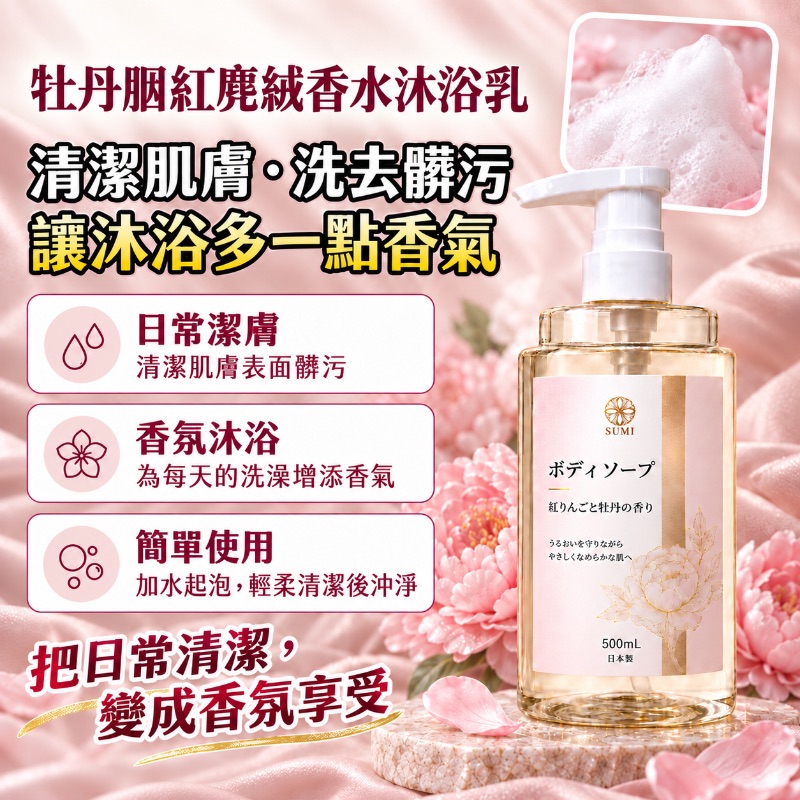 牡丹胭紅麂絨香水沐浴乳
清潔肌膚·洗去髒污
讓沐浴多一點香氣
日常潔膚
清潔肌膚表面髒污
香氛沐浴
為每天的洗澡增添香氣
簡單使用
加水起泡，輕柔清潔後沖淨
把日常清潔，
變成香氛享受
SUMI
ボディソープ
紅りんごと牡丹の香り
うるおいを守りながら
やさしくなめらかな肌へ
500mL
日本製